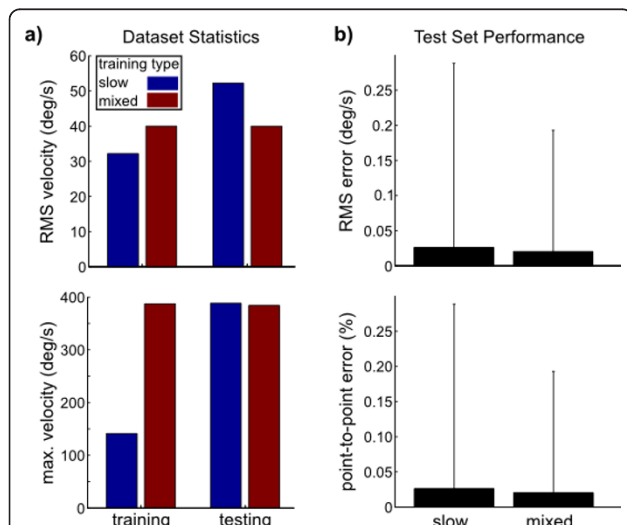 a) Dataset Statistics
RMS velocity (deg/s)
60
50
40
30
20
10
0
training type
slow
mixed
max. velocity (deg/s)
400
300
200
100
0
training testing
b) Test Set Performance
RMS error (deg/s)
0.25
0.2
0.15
0.1
0.05
0
point-to-point error (%)
0.25
0.20
0.15
0.10
0.05
0
slow mixed